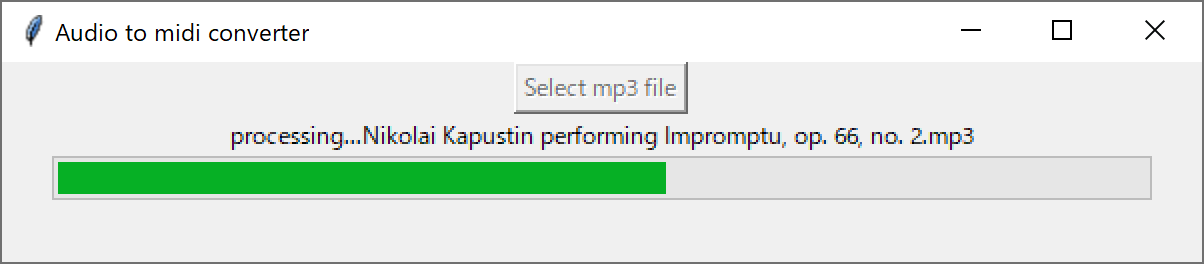 Audio to midi converter
Select mp3 file
processing...Nikolai Kapustin performing Impromptu, op. 66, no. 2.mp3